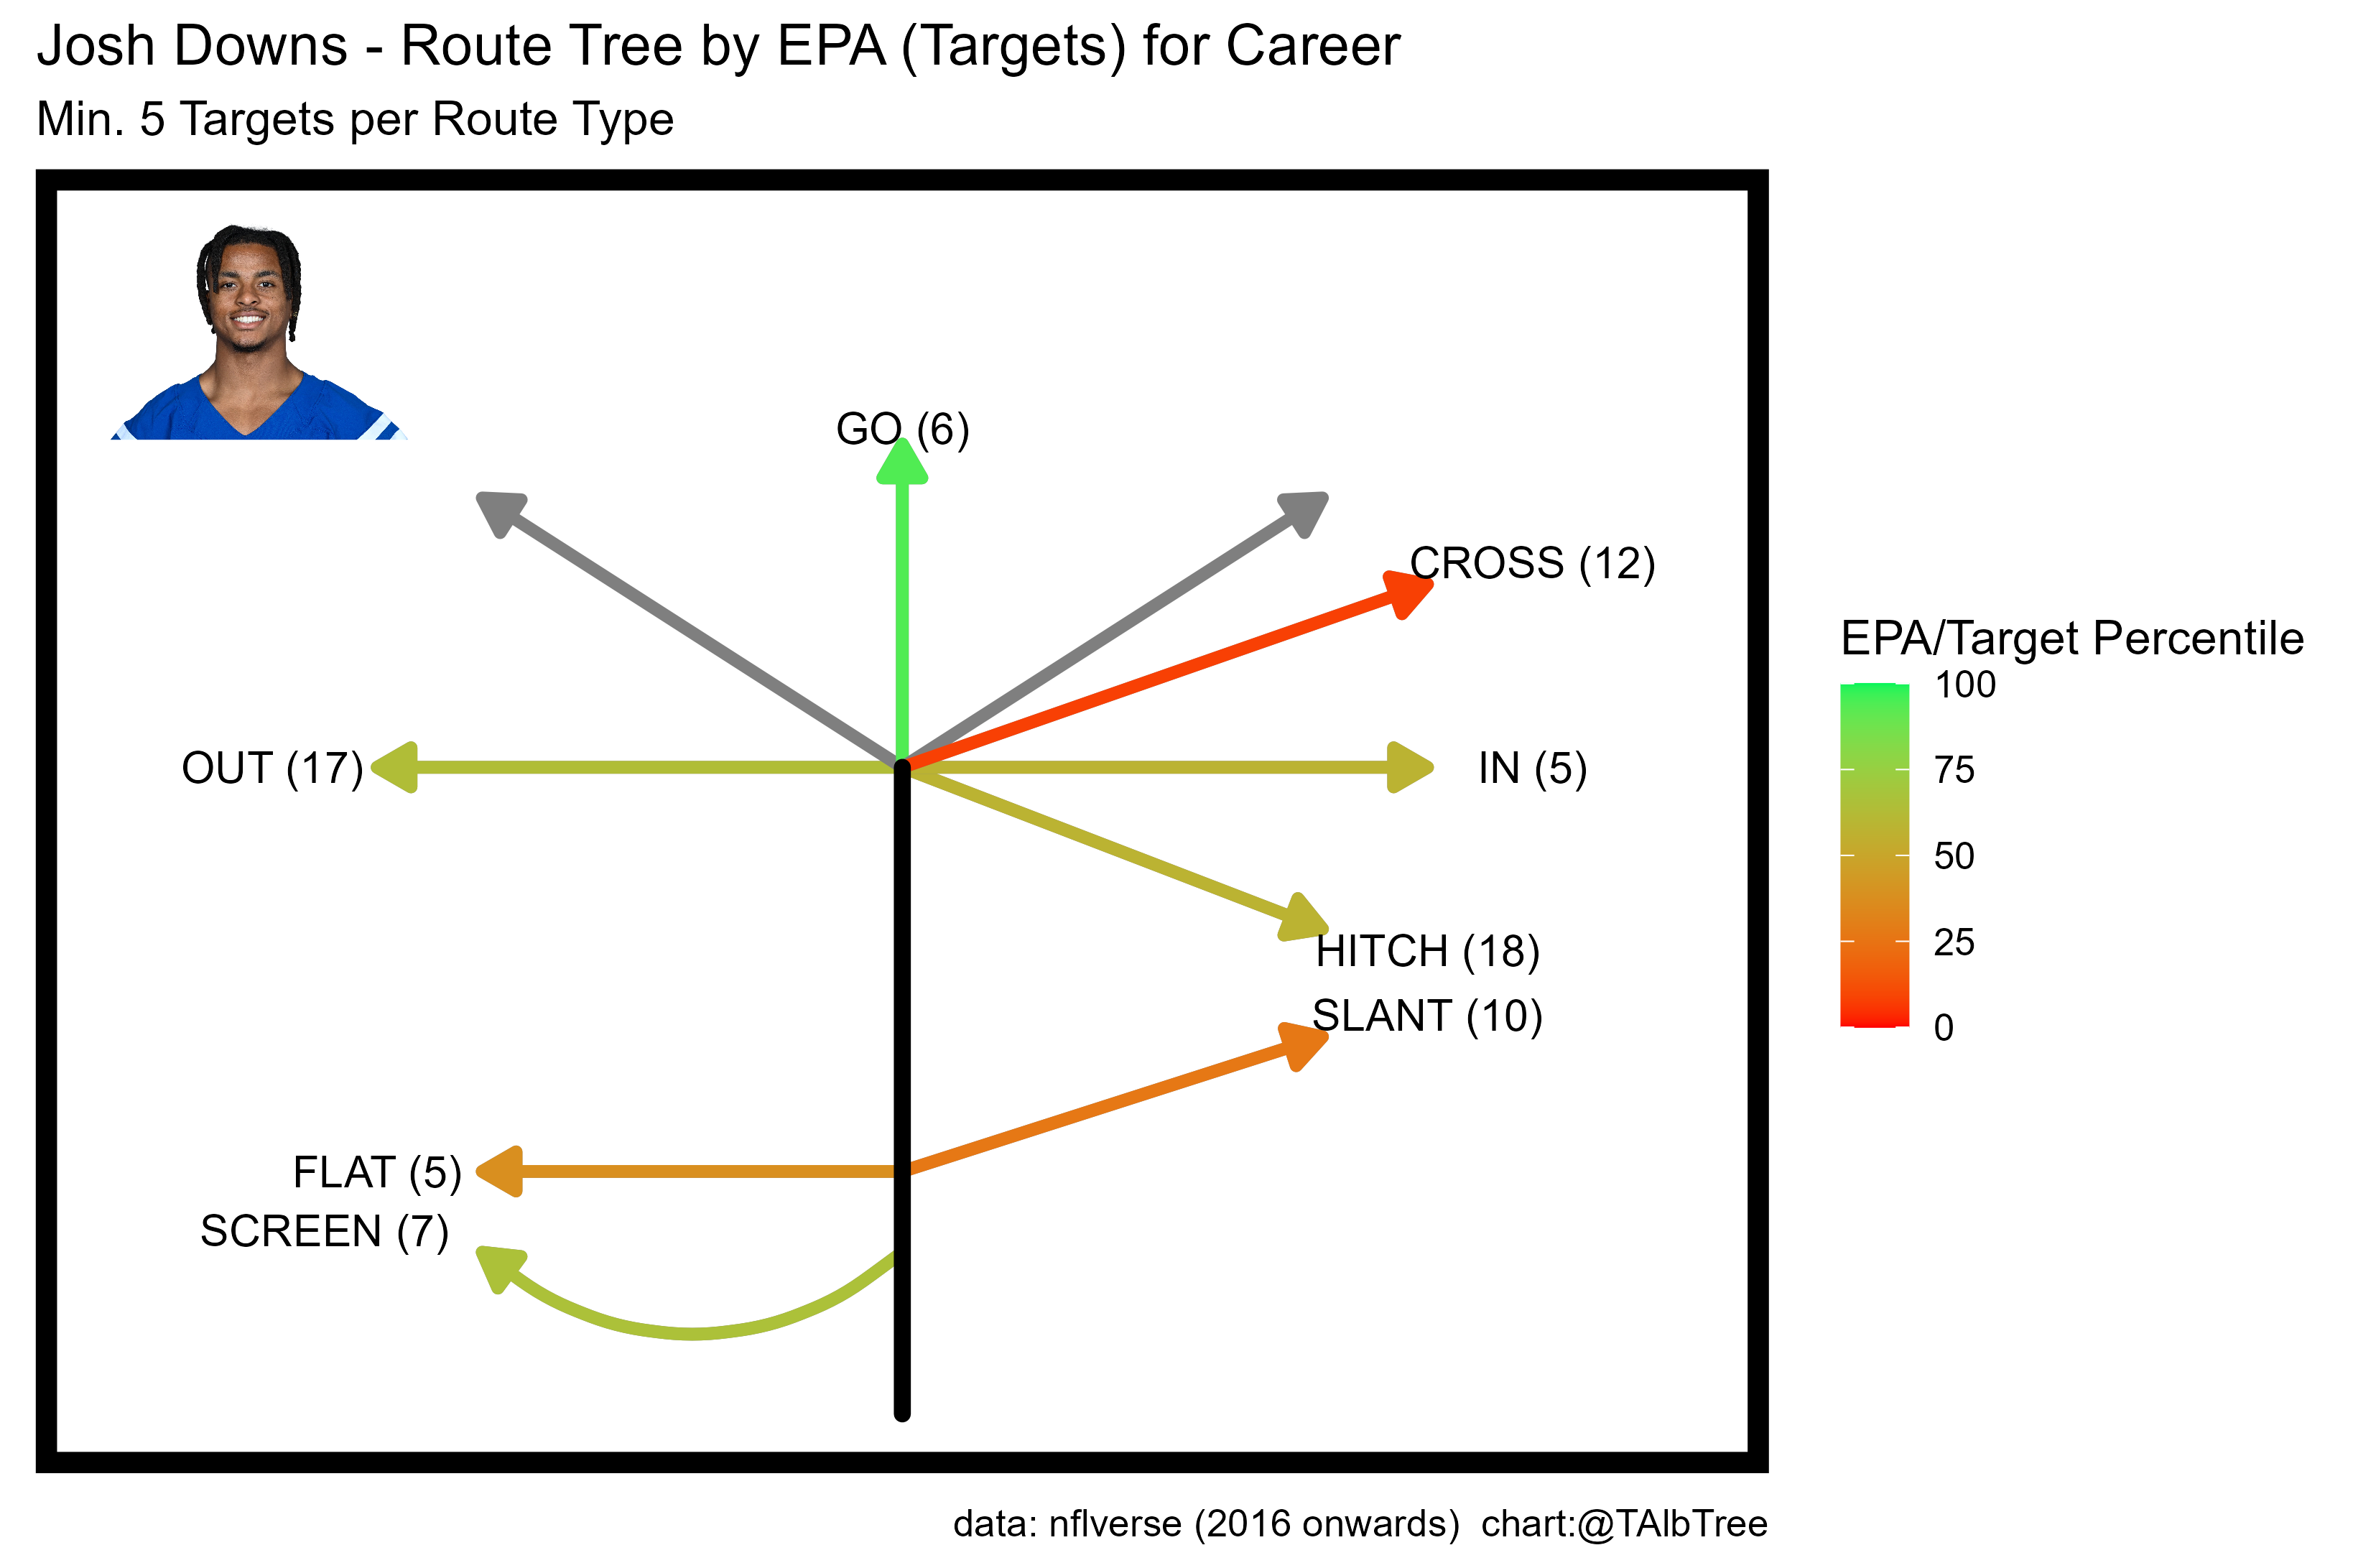 Josh Downs - Route Tree by EPA (Targets) for Career
Min. 5 Targets per Route Type
GO (6)
CROSS (12)
OUT (17)
IN (5)
HITCH (18)
SLANT (10)
FLAT (5)
SCREEN (7)
EPA/Target Percentile
100
75
50
25
0
data: nflverse (2016 onwards)  chart:@TAlbTree